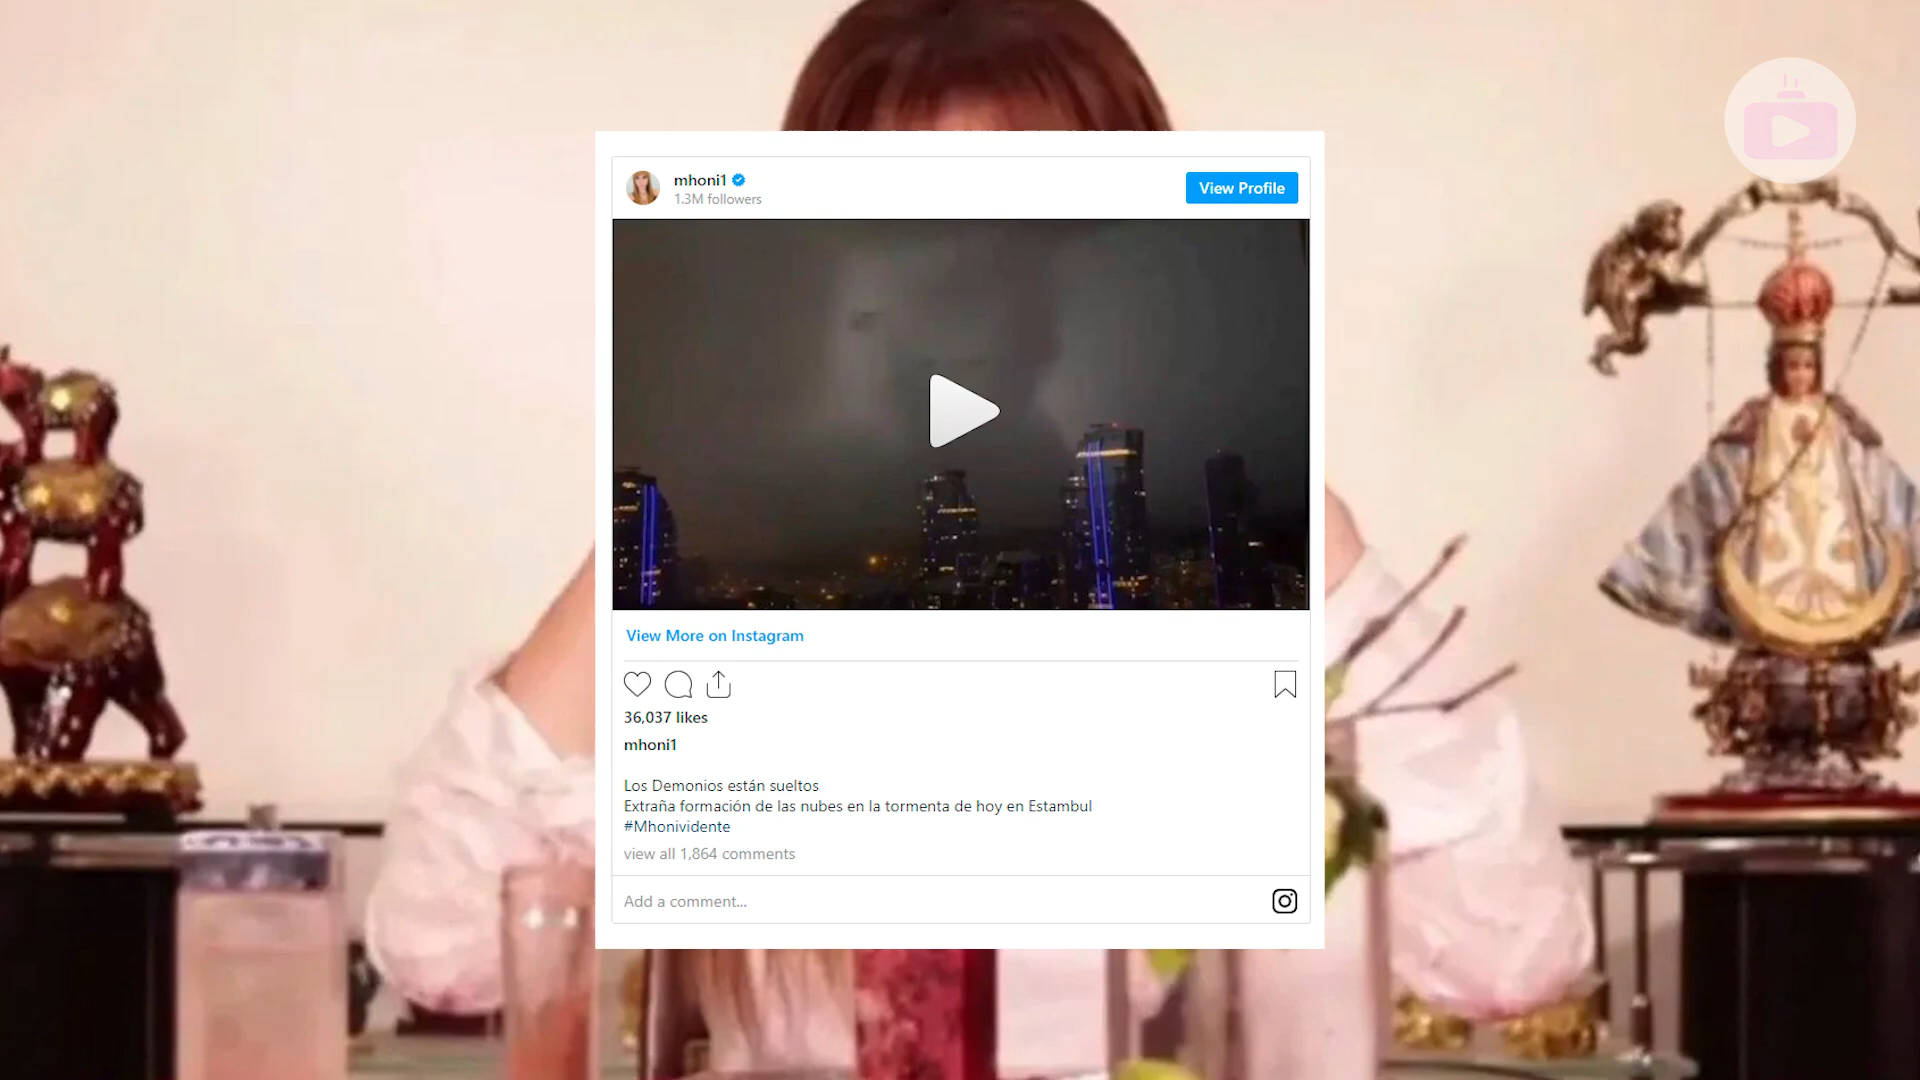 mhoni1
1.3M followers
View Profile
View More on Instagram
36,037 likes
mhoni1
Los Demonios están sueltos
Extraña formación de las nubes en la tormenta de hoy en Estambul
#Mhonividente
view all 1,864 comments
Add a comment...